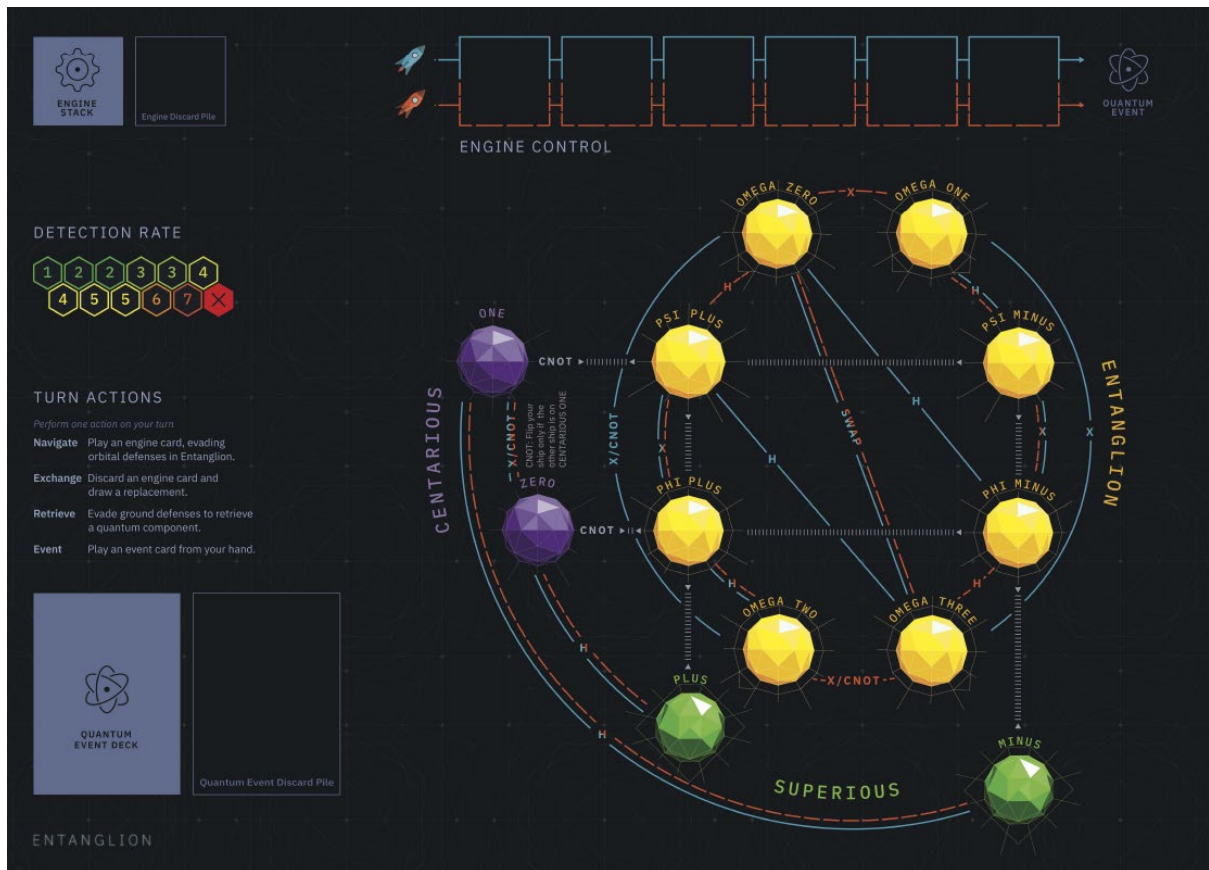 ENGINE
STACK
Engine Discard Pile
ENGINE CONTROL
QUANTUM
EVENT
DETECTION RATE
1 2 2 3 3 4
4 5 5 6 7 X
TURN ACTIONS
Perform one action on your turn
Navigate Play an engine card, evading
orbital defenses in Entanglion.
Exchange Discard an engine card and
draw a replacement.
Retrieve Evade ground defenses to retrieve
a quantum component.
Event Play an event card from your hand.
QUANTUM
EVENT DECK
Quantum Event Discard Pile
ENTANGLION
OMEGA ZERO
X
OMEGA ONE
H
H
PSI PLUS
PSI MINUS
ONE
CNOT
CENTARIOUS
X/CNOT
CNOT: Flip your
ship only if the
other ship is on
CENTARIOUS ONE
X/CNOT
X
H
H
SWAP
X
X
ENTANGLION
ZERO
CNOT
PHI PLUS
PHI MINUS
H
H
OMEGA TWO
X/CNOT
OMEGA THREE
H
H
PLUS
MINUS
SUPERIOUS